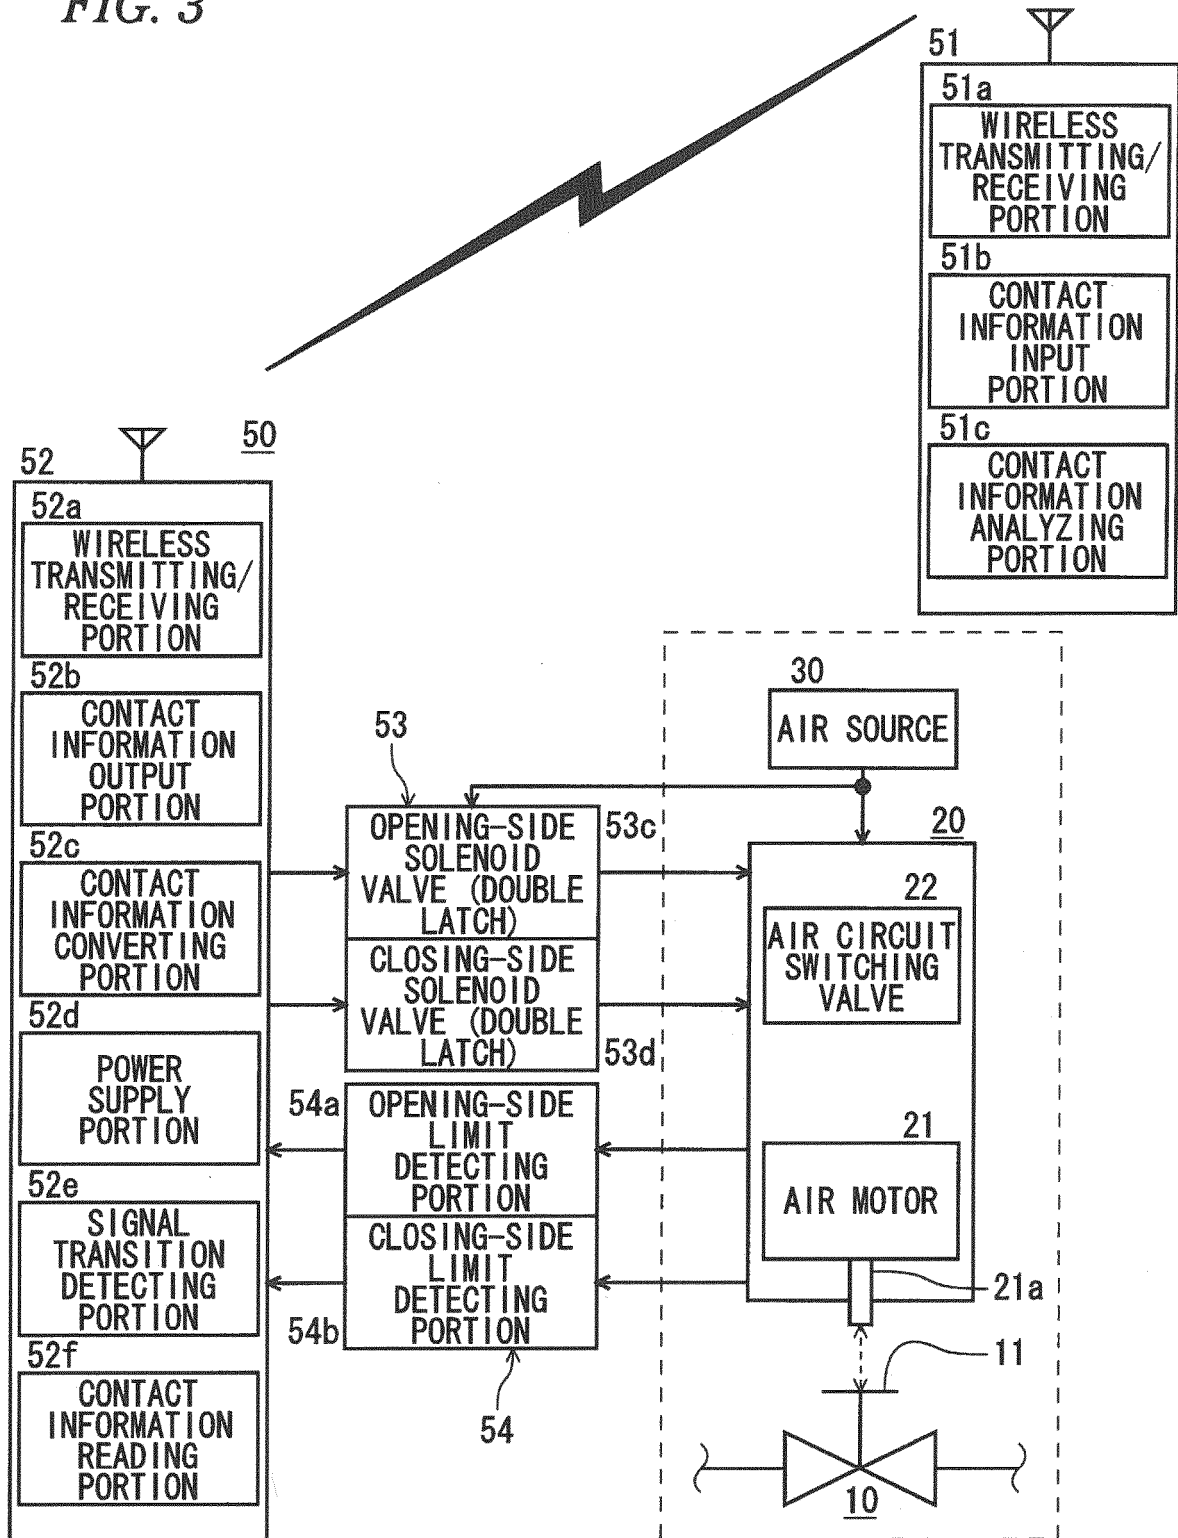 FIG. 3
51
51a
WIRELESS
TRANSMITTING/
RECEIVING
PORTION
51b
CONTACT
INFORMATION
INPUT
PORTION
51c
CONTACT
INFORMATION
ANALYZING
PORTION
50
52
52a
WIRELESS
TRANSMITTING/
RECEIVING
PORTION
52b
CONTACT
INFORMATION
OUTPUT
PORTION
52c
CONTACT
INFORMATION
CONVERTING
PORTION
52d
POWER
SUPPLY
PORTION
52e
SIGNAL
TRANSITION
DETECTING
PORTION
52f
CONTACT
INFORMATION
READING
PORTION
53
OPENING-SIDE
SOLENOID
VALVE (DOUBLE
LATCH)
53c
CLOSING-SIDE
SOLENOID
VALVE (DOUBLE
LATCH)
53d
54a
OPENING-SIDE
LIMIT
DETECTING
PORTION
CLOSING-SIDE
LIMIT
DETECTING
PORTION
54b
54
30
AIR SOURCE
20
22
AIR CIRCUIT
SWITCHING
VALVE
21
AIR MOTOR
21a
11
10